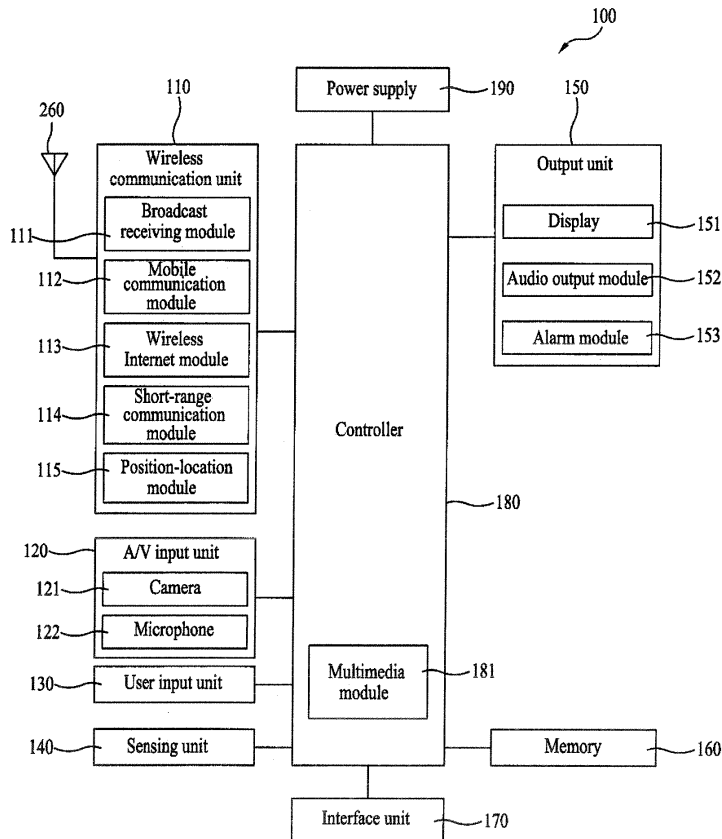 100
Power supply
190
110
260
Wireless
communication unit
Broadcast
receiving module
111
Mobile
communication
module
112
Wireless
Internet module
113
Short-range
communication
module
114
Position-location
module
115
150
Output unit
Display
151
Audio output module
152
Alarm module
153
Controller
180
120
A/V input unit
121
Camera
122
Microphone
130
User input unit
Multimedia
module
181
140
Sensing unit
Memory
160
Interface unit
170